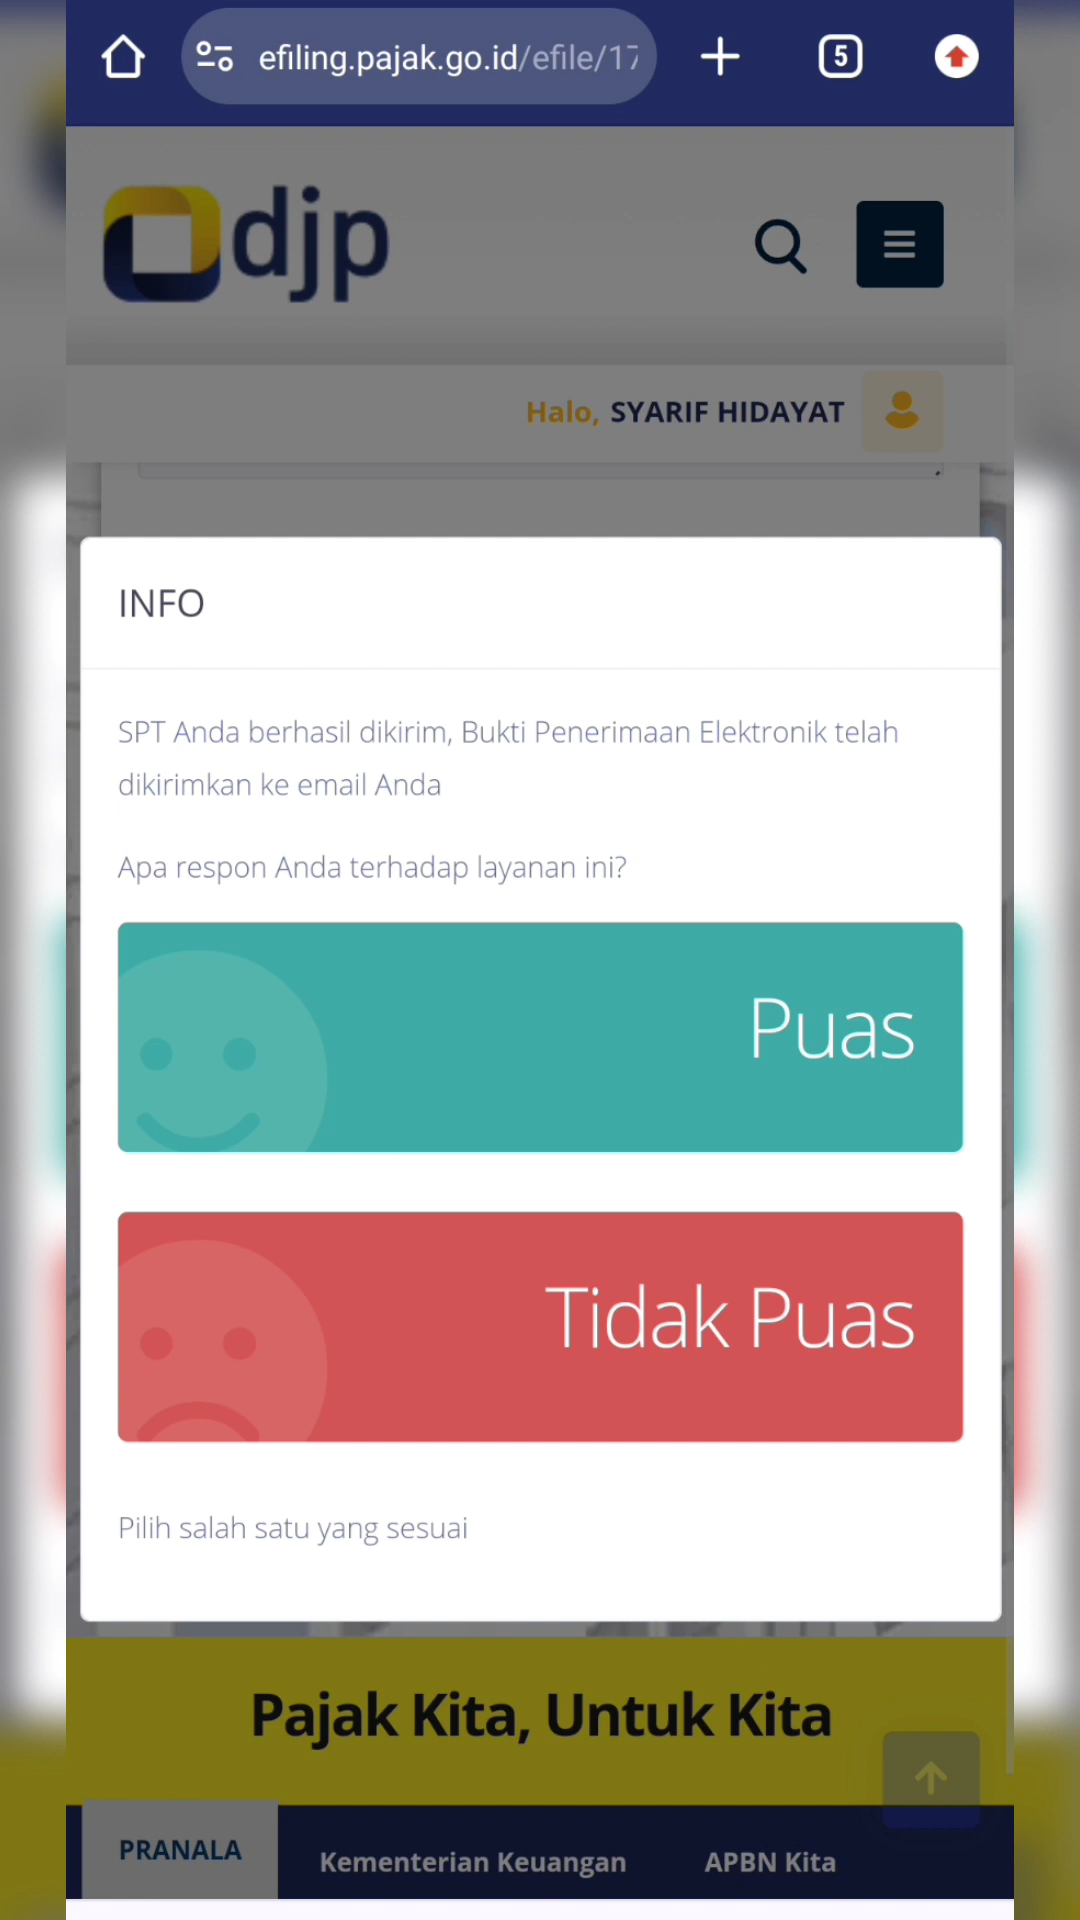 efiling.pajak.go.id/efile/17
5
djp
Halo, SYARIF HIDAYAT
INFO
SPT Anda berhasil dikirim, Bukti Penerimaan Elektronik telah
dikirimkan ke email Anda
Apa respon Anda terhadap layanan ini?
Puas
Tidak Puas
Pilih salah satu yang sesuai
Pajak Kita, Untuk Kita
PRANALA
Kementerian Keuangan
APBN Kita